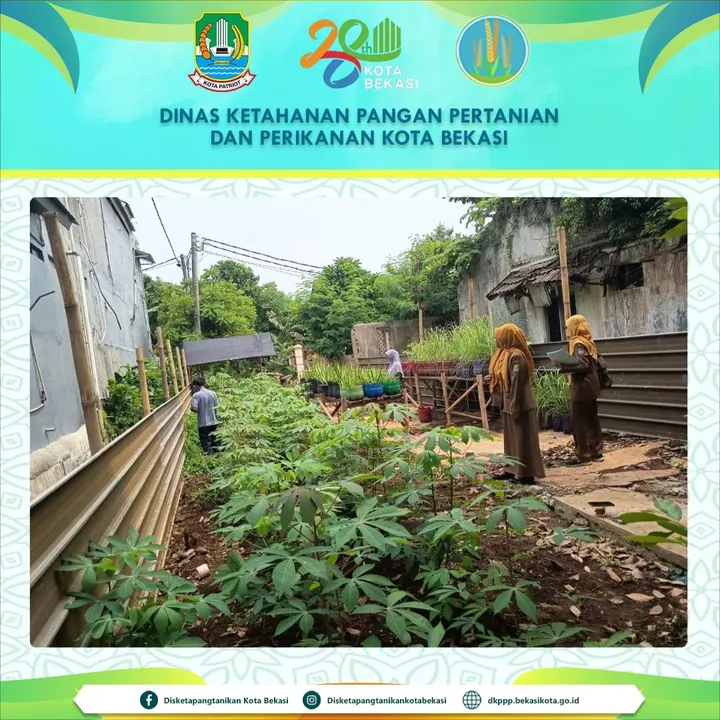 KOTA PATRIOT
28th
KOTA
BEKASI
DINAS KETAHANAN PANGAN PERTANIAN
DAN PERIKANAN KOTA BEKASI
Disketapangtanikan Kota Bekasi
Disketapangtanikankotabekasi
dkppp.bekasikota.go.id